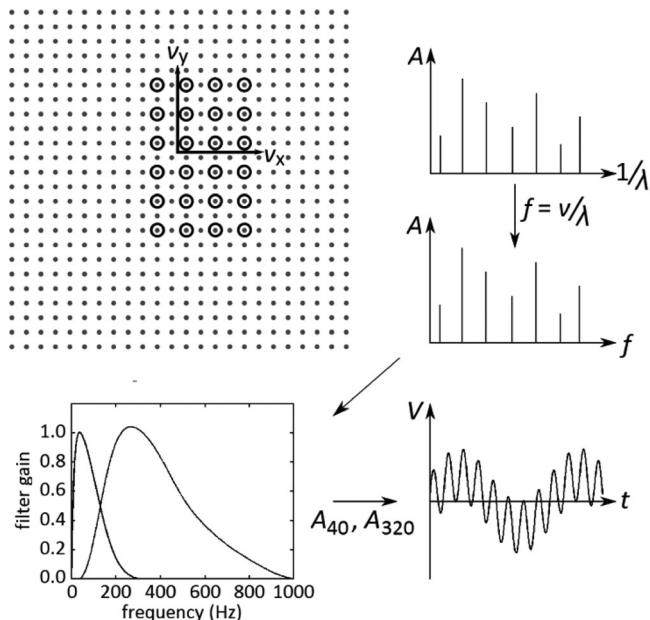 v_y
v_x
A
1/λ
f = v/λ
A
f
filter gain
1.0
0.8
0.6
0.4
0.2
0.0
0 200 400 600 800 1000
frequency (Hz)
A_40, A_320
V
t